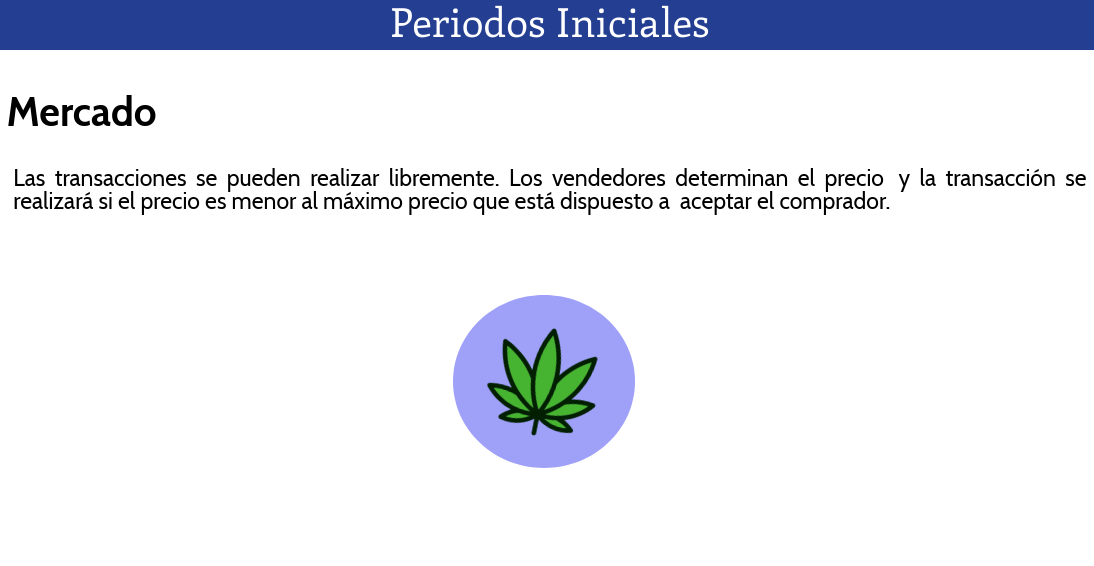 Periodos Iniciales
Mercado
Las transacciones se pueden realizar libremente. Los vendedores determinan el precio y la transacción se
realizará si el precio es menor al máximo precio que está dispuesto a aceptar el comprador.